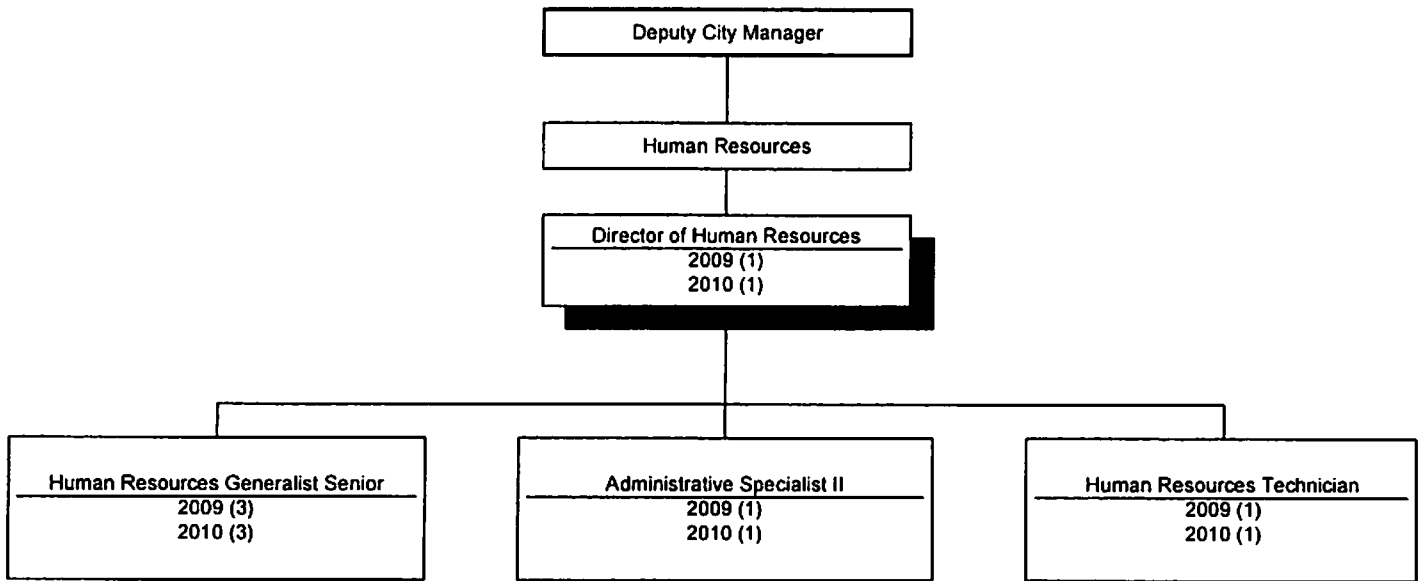 Deputy City Manager
Human Resources
Director of Human Resources
2009 (1)
2010 (1)
Human Resources Generalist Senior
2009 (3)
2010 (3)
Administrative Specialist II
2009 (1)
2010 (1)
Human Resources Technician
2009 (1)
2010 (1)